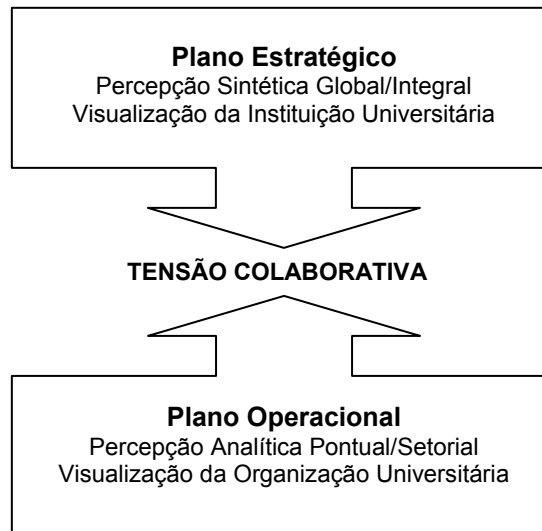 Plano Estratégico
Percepção Sintética Global/Integral
Visualização da Instituição Universitária
TENSÃO COLABORATIVA
Plano Operacional
Percepção Analítica Pontual/Setorial
Visualização da Organização Universitária